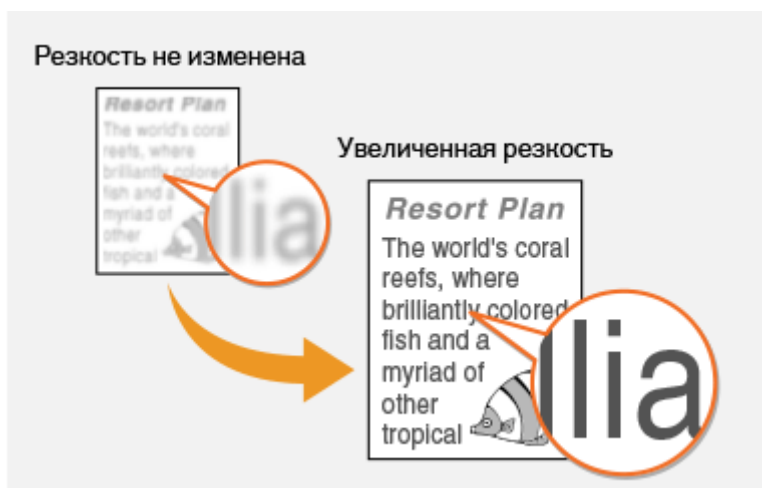 Резкость не изменена
Resort Plan
The world's coral
reefs, where
brilliantly colored
fish and a
myriad of
other
tropical
llia
Увеличенная резкость
Resort Plan
The world's coral
reefs, where
brilliantly colored
fish and a
myriad of
other
tropical
llia